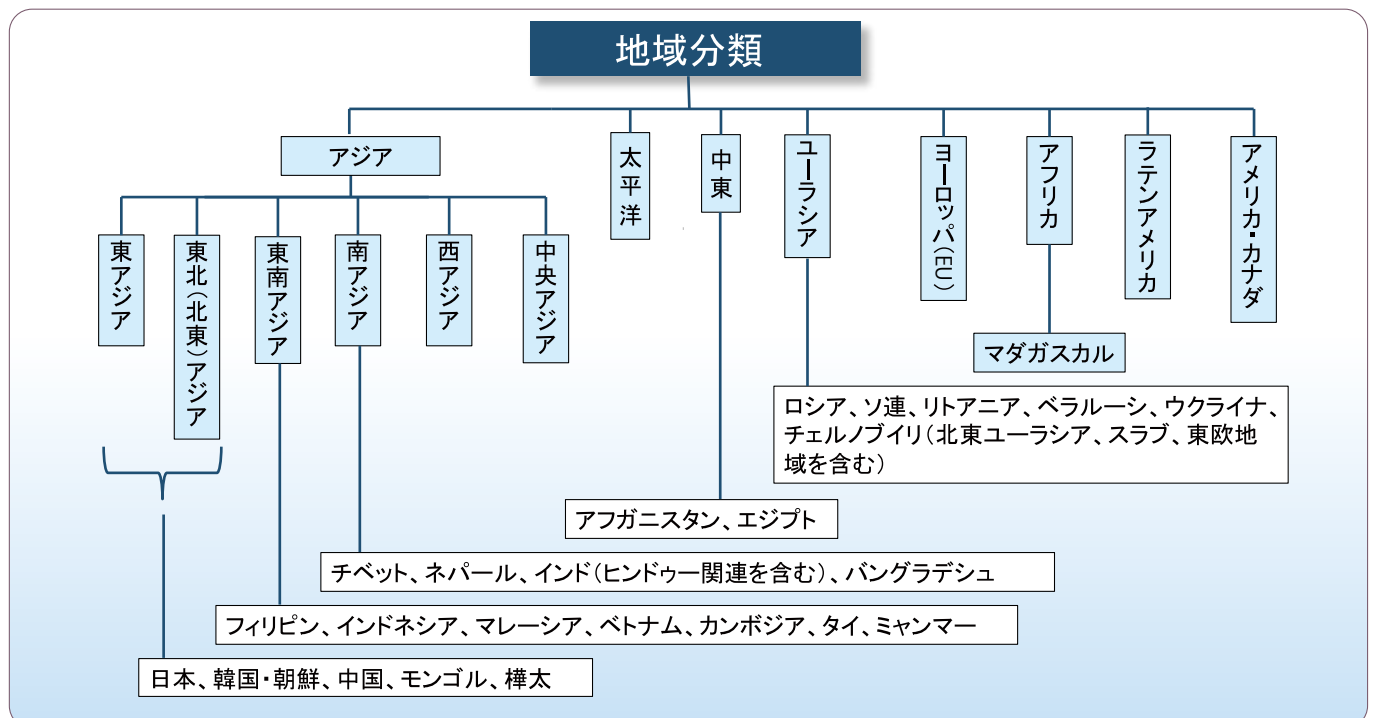 地域分類
アジア
太平洋
中東
ユーラシア
ヨーロッパ(EU)
アフリカ
ラテンアメリカ
アメリカ・カナダ
東アジア
東北(北東)アジア
東南アジア
南アジア
西アジア
中央アジア
マダガスカル
ロシア、ソ連、リトアニア、ベラルーシ、ウクライナ、
チェルノブイリ(北東ユーラシア、スラブ、東欧地
域を含む)
アフガニスタン、エジプト
チベット、ネパール、インド(ヒンドゥー関連を含む)、バングラデシュ
フィリピン、インドネシア、マレーシア、ベトナム、カンボジア、タイ、ミャンマー
日本、韓国・朝鮮、中国、モンゴル、樺太